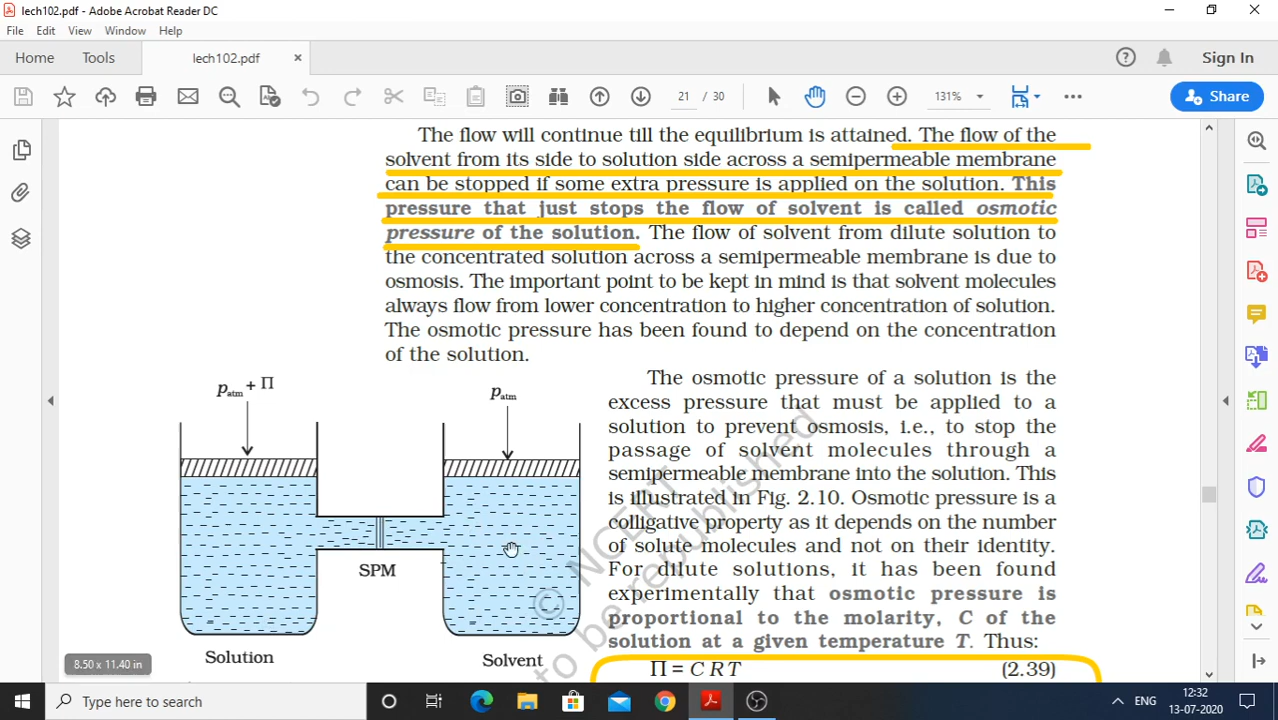 lech102.pdf - Adobe Acrobat Reader DC
File Edit View Window Help
Home Tools lech102.pdf × Sign In
21 / 30 131% Share
The flow will continue till the equilibrium is attained. The flow of the
solvent from its side to solution side across a semipermeable membrane
can be stopped if some extra pressure is applied on the solution. This
pressure that just stops the flow of solvent is called osmotic
pressure of the solution. The flow of solvent from dilute solution to
the concentrated solution across a semipermeable membrane is due to
osmosis. The important point to be kept in mind is that solvent molecules
always flow from lower concentration to higher concentration of solution.
The osmotic pressure has been found to depend on the concentration
of the solution.
p atm + Π
p atm
SPM
Solution
Solvent
The osmotic pressure of a solution is the
excess pressure that must be applied to a
solution to prevent osmosis, i.e., to stop the
passage of solvent molecules through a
semipermeable membrane into the solution. This
is illustrated in Fig. 2.10. Osmotic pressure is a
colligative property as it depends on the number
of solute molecules and not on their identity.
For dilute solutions, it has been found
experimentally that osmotic pressure is
proportional to the molarity, C of the
solution at a given temperature T. Thus:
Π = C R T (2.39)
© NCERT
to be republished
8.50 x 11.40 in
Type here to search
ENG
12:32
13-07-2020